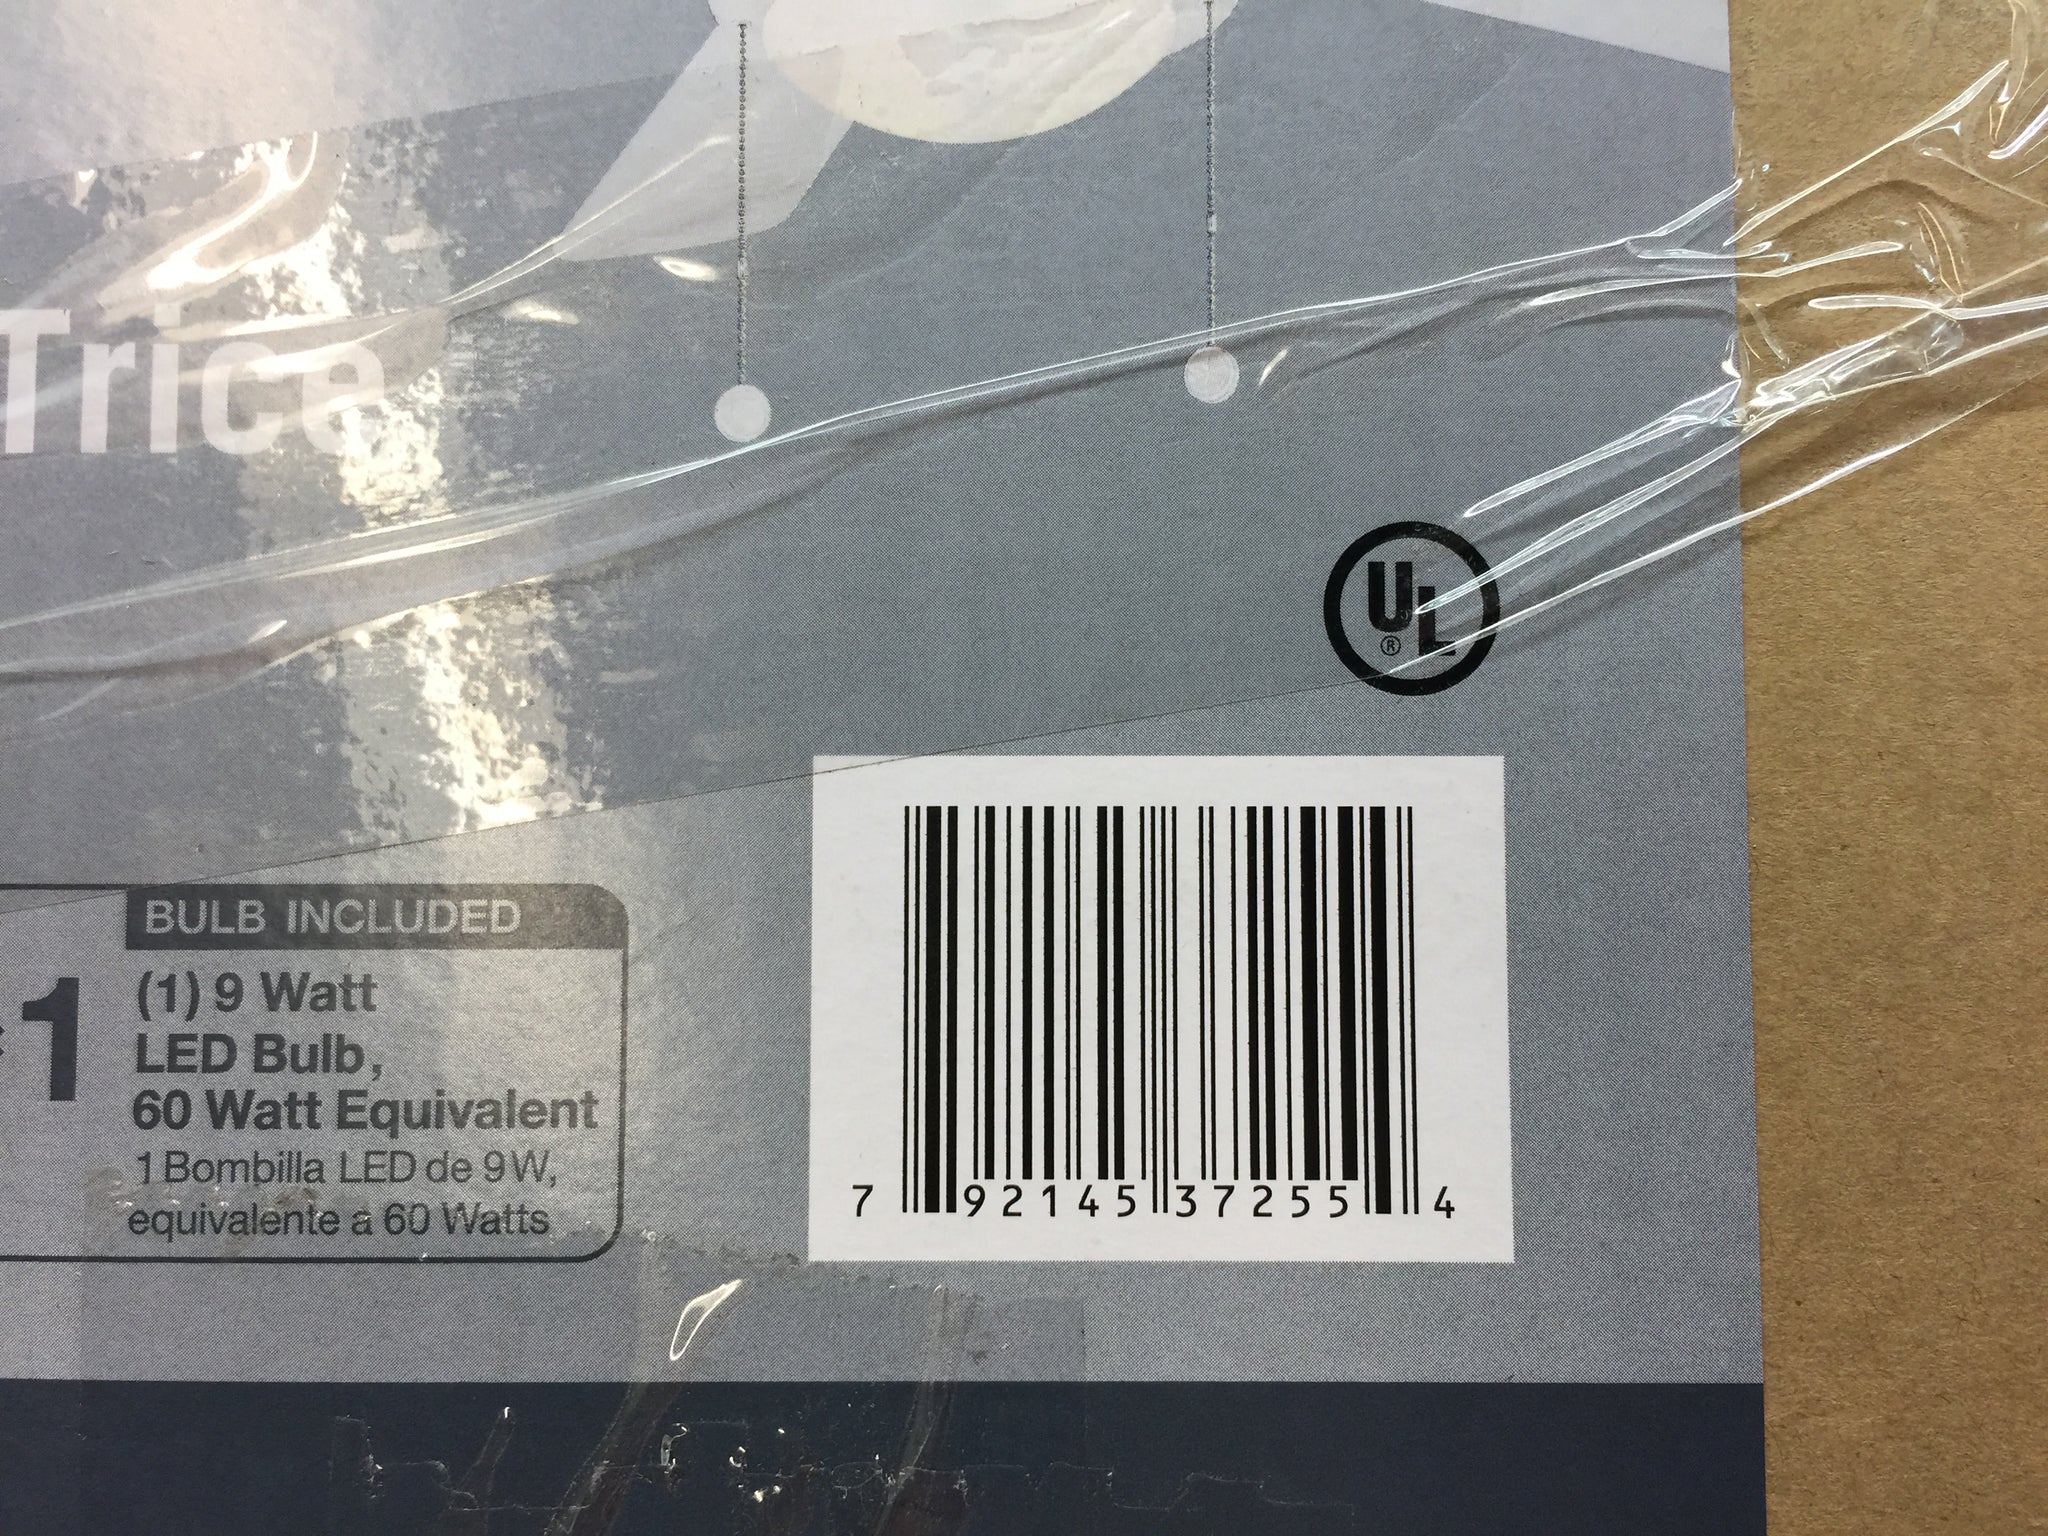 Trice
UL
®
BULB INCLUDED
1
(1) 9 Watt
LED Bulb,
60 Watt Equivalent
1 Bombilla LED de 9W,
equivalente a 60 Watts
7 92145 37255 4